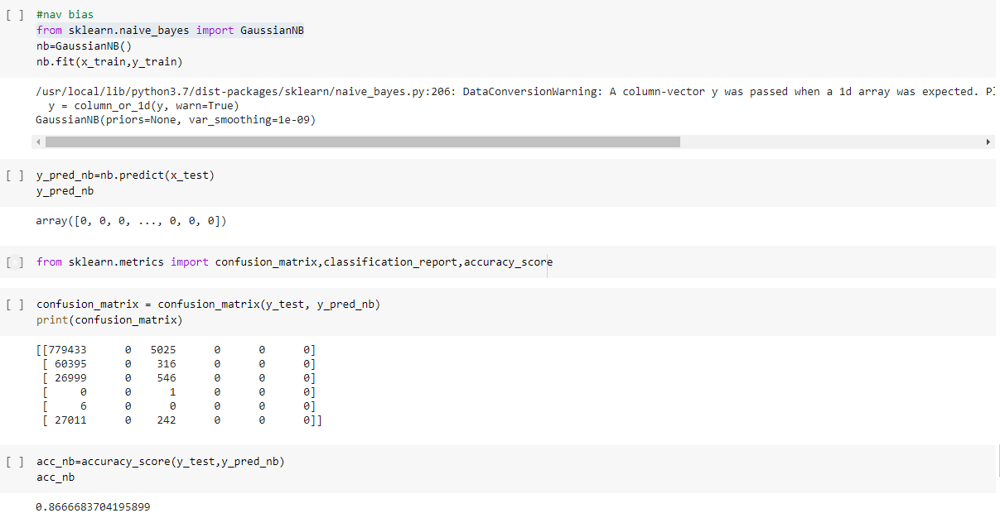 [ ] #nav bias
from sklearn.naive_bayes import GaussianNB
nb=GaussianNB()
nb.fit(x_train,y_train)
/usr/local/lib/python3.7/dist-packages/sklearn/naive_bayes.py:206: DataConversionWarning: A column-vector y was passed when a 1d array was expected. Pl
y = column_or_1d(y, warn=True)
GaussianNB(priors=None, var_smoothing=1e-09)
[ ] y_pred_nb=nb.predict(x_test)
y_pred_nb
array([0, 0, 0, ..., 0, 0, 0])
[ ] from sklearn.metrics import confusion_matrix,classification_report,accuracy_score
[ ] confusion_matrix = confusion_matrix(y_test, y_pred_nb)
print(confusion_matrix)
[[779433 0 5025 0 0 0]
[ 60395 0 316 0 0 0]
[ 26999 0 546 0 0 0]
[ 0 0 1 0 0 0]
[ 6 0 0 0 0 0]
[ 27011 0 242 0 0 0]]
[ ] acc_nb=accuracy_score(y_test,y_pred_nb)
acc_nb
0.8666683704195899